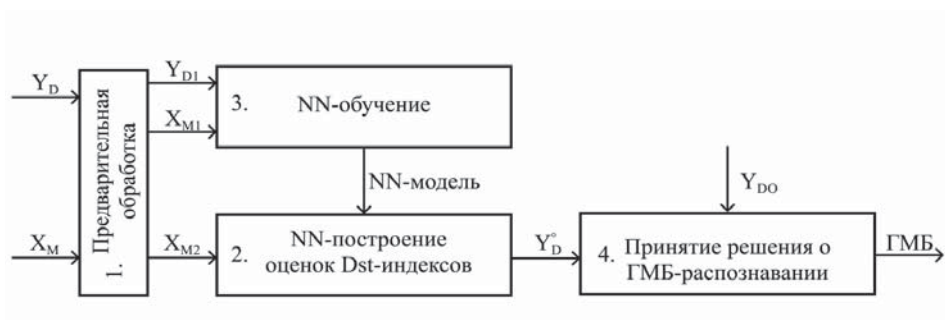 Y_D
X_M
1. Предварительная
обработка
Y_D1
X_M1
X_M2
3. NN-обучение
NN-модель
2. NN-построение
оценок Dst-индексов
Y°_D
Y_DO
4. Принятие решения о
ГМБ-распознавании
ГМБ